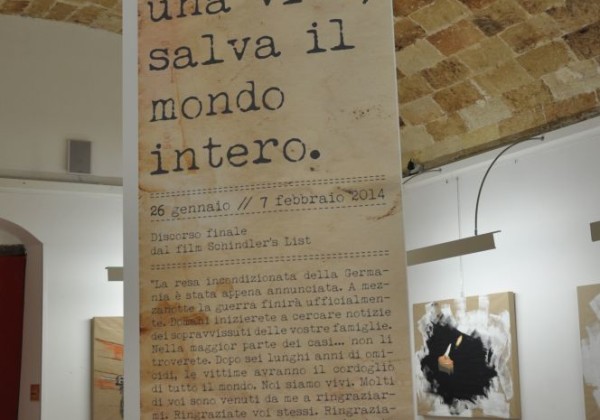 una vita,
salva il
mondo
intero.
26 gennaio // 7 febbraio 2014
Discorso finale
dal film Schindler's List
"La resa incondizionata della Germa-
nia è stata appena annunciata. A mez-
zanotte la guerra finirà ufficialmen-
te. Domani inizierete a cercare notizie
dei sopravvissuti delle vostre famiglie.
Nella maggior parte dei casi... non li
troverete. Dopo sei lunghi anni di omi-
cidi, le vittime avranno il cordoglio
di tutto il mondo. Noi siamo vivi. Molti
di voi sono venuti da me a ringraziar-
mi. Ringraziate voi stessi. Ringrazia-